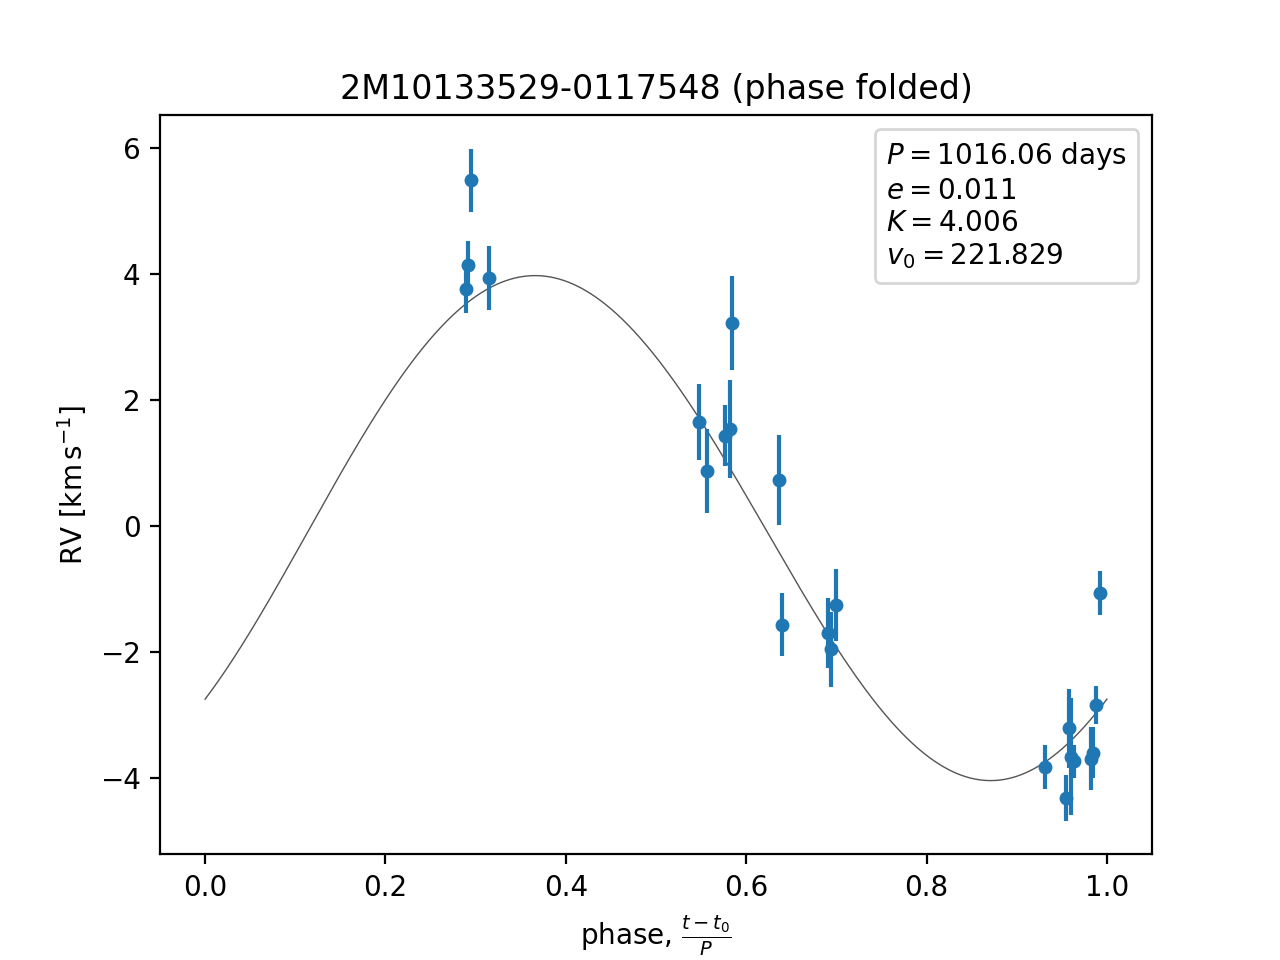 2M10133529-0117548 (phase folded)
P = 1016.06 days
e = 0.011
K = 4.006
v₀ = 221.829
RV [km s⁻¹]
6
4
2
0
−2
−4
0.0 0.2 0.4 0.6 0.8 1.0
phase, (t − t₀)/P